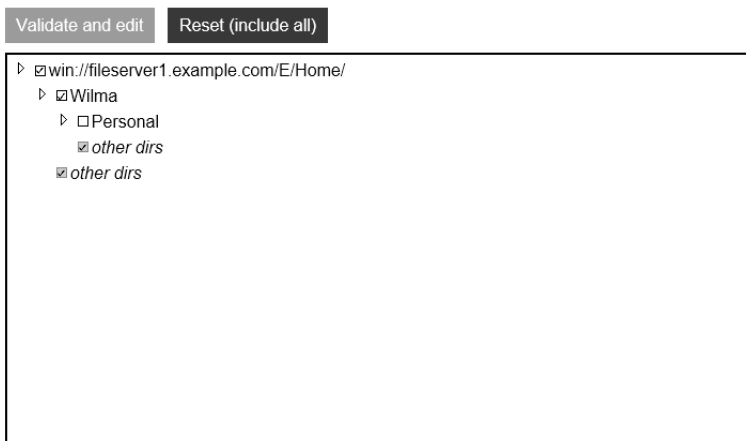 Validate and edit Reset (include all)
win://fileserver1.example.com/E/Home/
Wilma
Personal
other dirs
other dirs